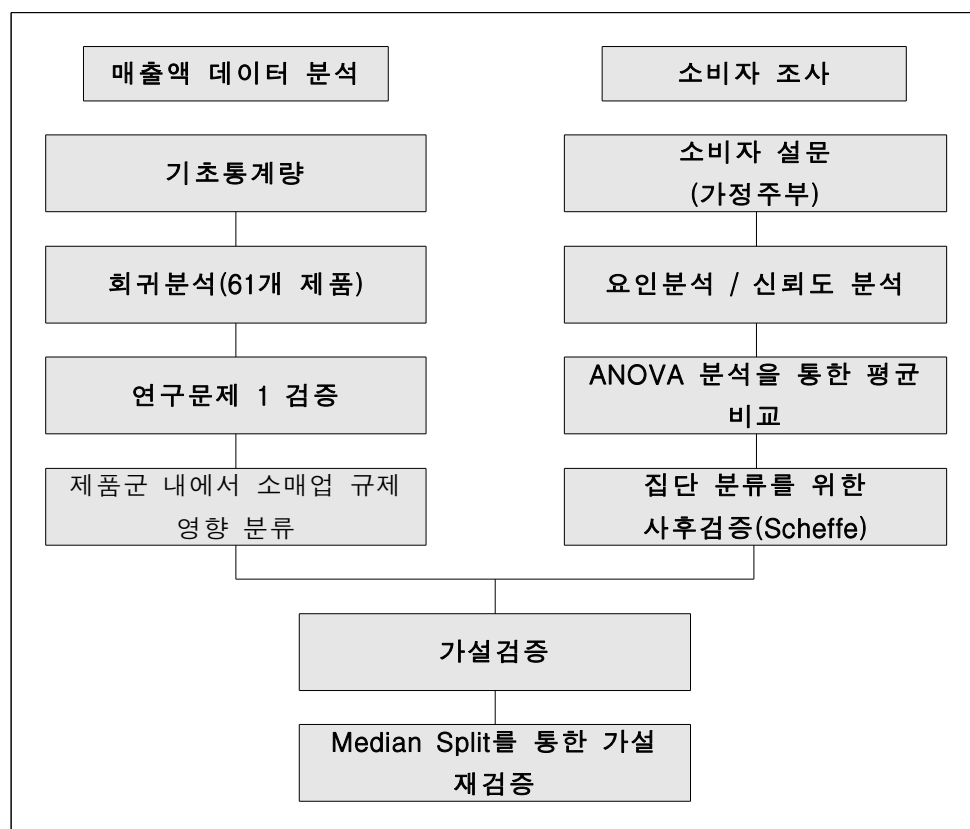 매출액 데이터 분석
소비자 조사
기초통계량
소비자 설문
(가정주부)
회귀분석(61개 제품)
요인분석 / 신뢰도 분석
연구문제 1 검증
ANOVA 분석을 통한 평균
비교
제품군 내에서 소매업 규제
영향 분류
집단 분류를 위한
사후검증(Scheffe)
가설검증
Median Split를 통한 가설
재검증